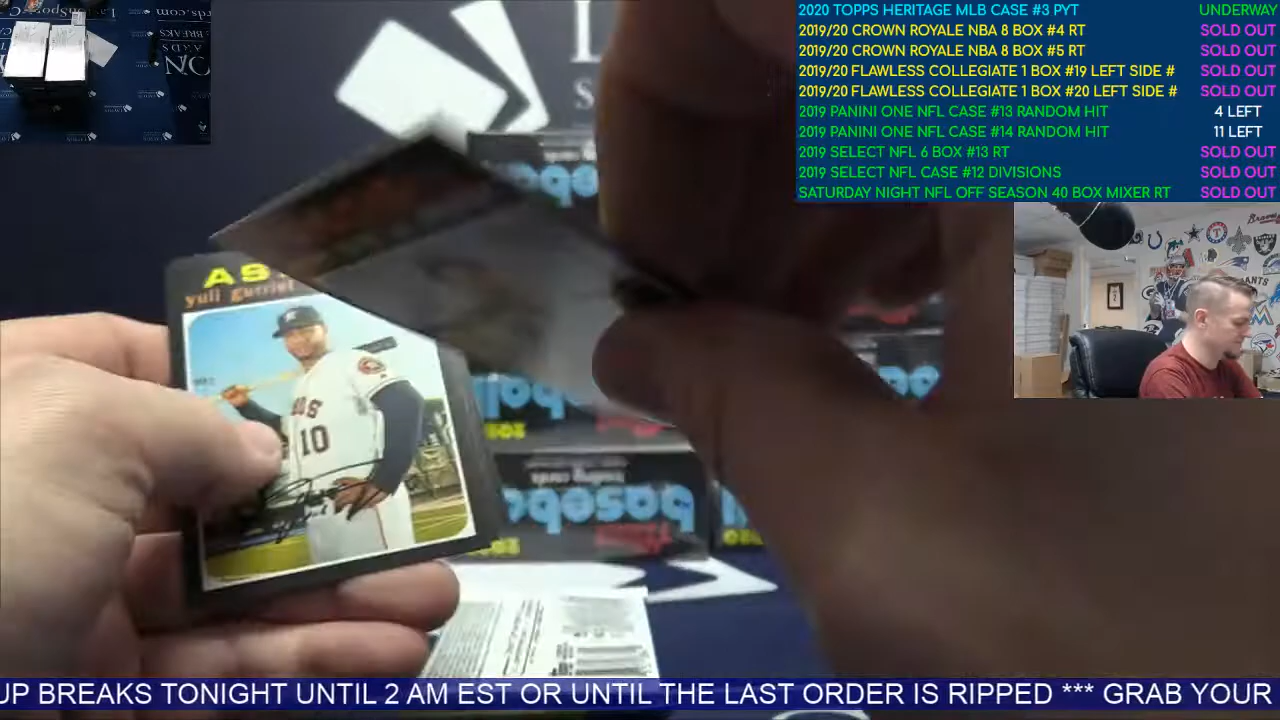 2020 TOPPS HERITAGE MLB CASE #3 PYT UNDERWAY
2019/20 CROWN ROYALE NBA 8 BOX #4 RT SOLD OUT
2019/20 CROWN ROYALE NBA 8 BOX #5 RT SOLD OUT
2019/20 FLAWLESS COLLEGIATE 1 BOX #19 LEFT SIDE # SOLD OUT
2019/20 FLAWLESS COLLEGIATE 1 BOX #20 LEFT SIDE # SOLD OUT
2019 PANINI ONE NFL CASE #13 RANDOM HIT 4 LEFT
2019 PANINI ONE NFL CASE #14 RANDOM HIT 11 LEFT
2019 SELECT NFL 6 BOX #13 RT SOLD OUT
2019 SELECT NFL CASE #12 DIVISIONS SOLD OUT
SATURDAY NIGHT NFL OFF SEASON 40 BOX MIXER RT SOLD OUT
AS
yuli gurriel
10
trading cards
baseba
UP BREAKS TONIGHT UNTIL 2 AM EST OR UNTIL THE LAST ORDER IS RIPPED *** GRAB YOUR